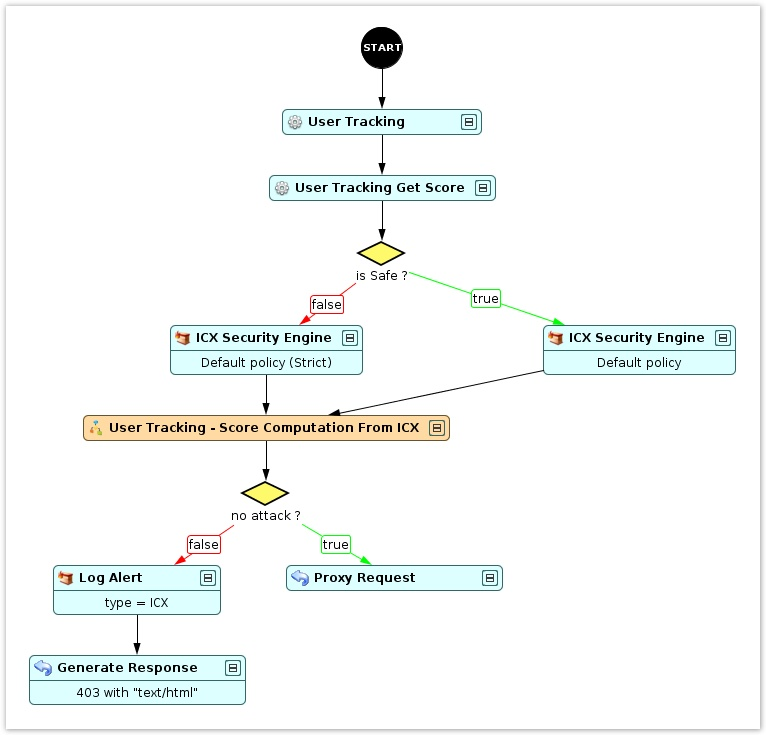 START
User Tracking
User Tracking Get Score
is Safe ?
false
true
ICX Security Engine
Default policy (Strict)
ICX Security Engine
Default policy
User Tracking - Score Computation From ICX
no attack ?
false
true
Log Alert
type = ICX
Proxy Request
Generate Response
403 with "text/html"